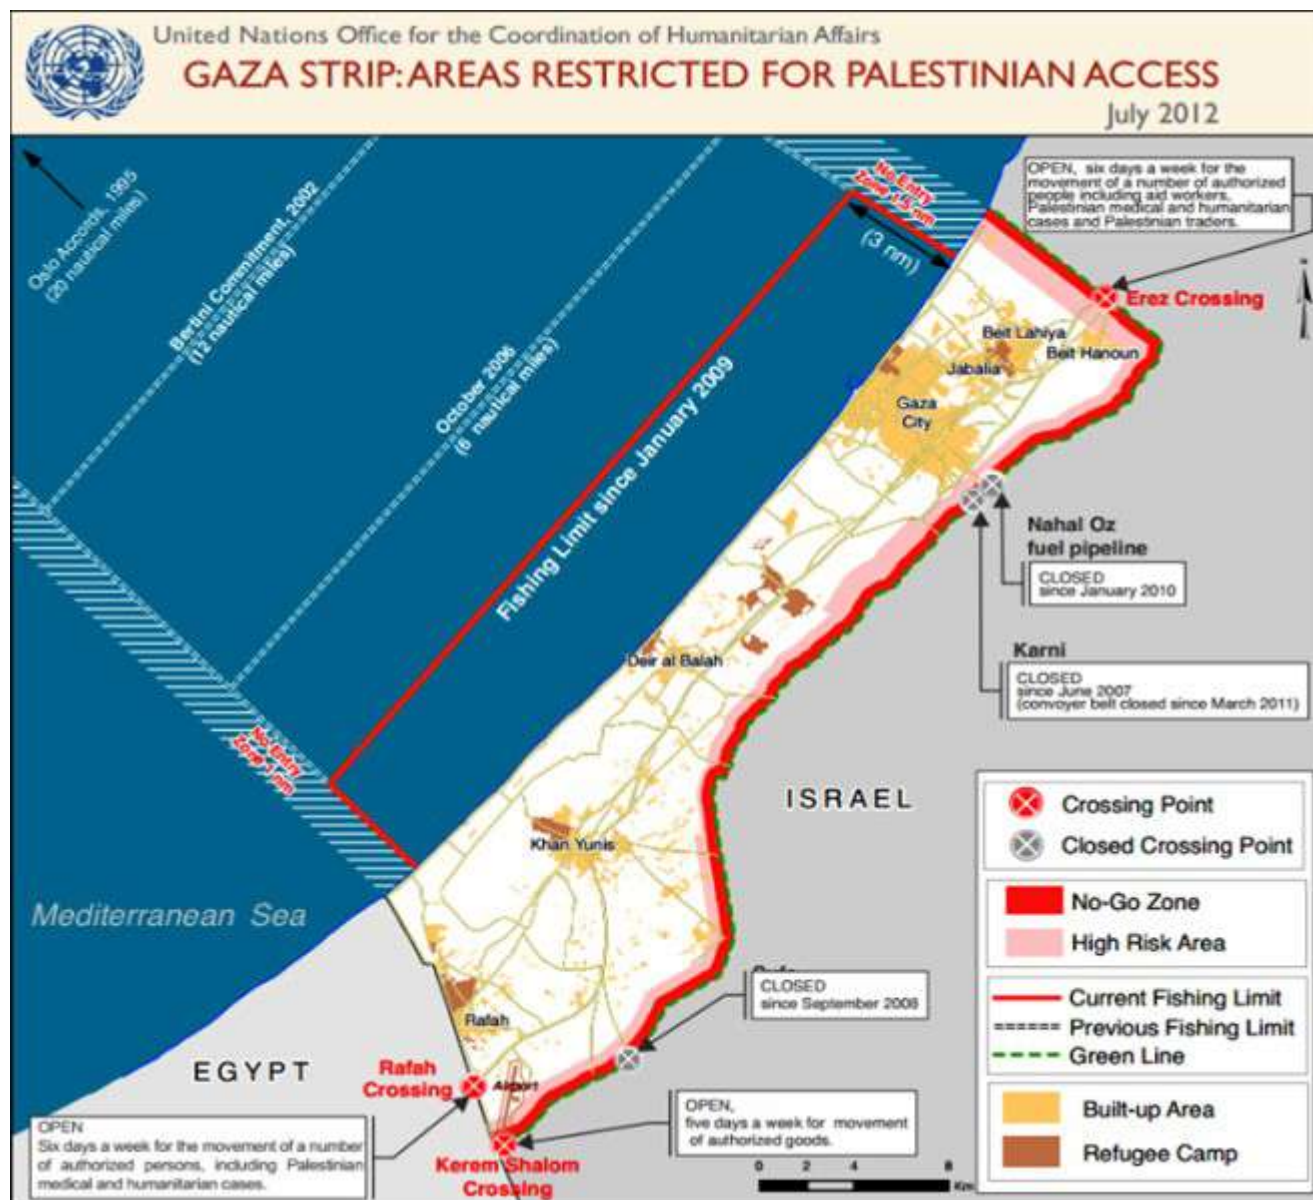 United Nations Office for the Coordination of Humanitarian Affairs
GAZA STRIP: AREAS RESTRICTED FOR PALESTINIAN ACCESS
July 2012
Oslo Accords, 1995
(20 nautical miles)
Bertini Commitment, 2002
(12 nautical miles)
October 2006
(6 nautical miles)
Fishing Limit since January 2009
No Entry
Zone 1.5 nm
(3 nm)
OPEN, six days a week for the
movement of a number of authorized
people including aid workers,
Palestinian medical and humanitarian
cases and Palestinian traders.
Erez Crossing
Beit Lahiya
Beit Hanoun
Jabalia
Gaza
City
Nahal Oz
fuel pipeline
CLOSED
since January 2010
Karni
CLOSED
since June 2007
(convoyer belt closed since March 2011)
Deir al Balah
No Entry
Zone 1 nm
ISRAEL
Khan Yunis
Mediterranean Sea
CLOSED
since September 2008
Rafah
EGYPT
Rafah
Crossing
Airport
OPEN
Six days a week for the movement of a number
of authorized persons, including Palestinian
medical and humanitarian cases.
OPEN,
five days a week for movement
of authorized goods.
Kerem Shalom
Crossing
0 2 4 8
Km
Crossing Point
Closed Crossing Point
No-Go Zone
High Risk Area
Current Fishing Limit
Previous Fishing Limit
Green Line
Built-up Area
Refugee Camp